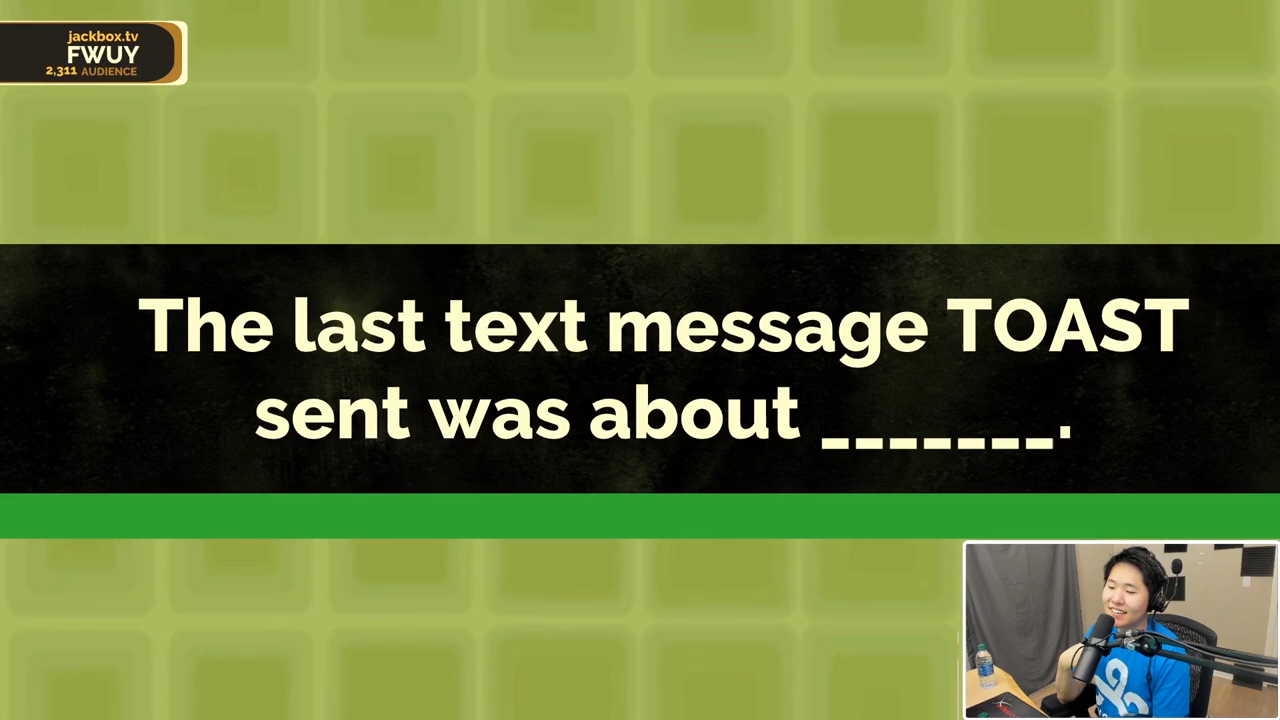 jackbox.tv
FWUY
2,311 AUDIENCE
The last text message TOAST
sent was about _______.